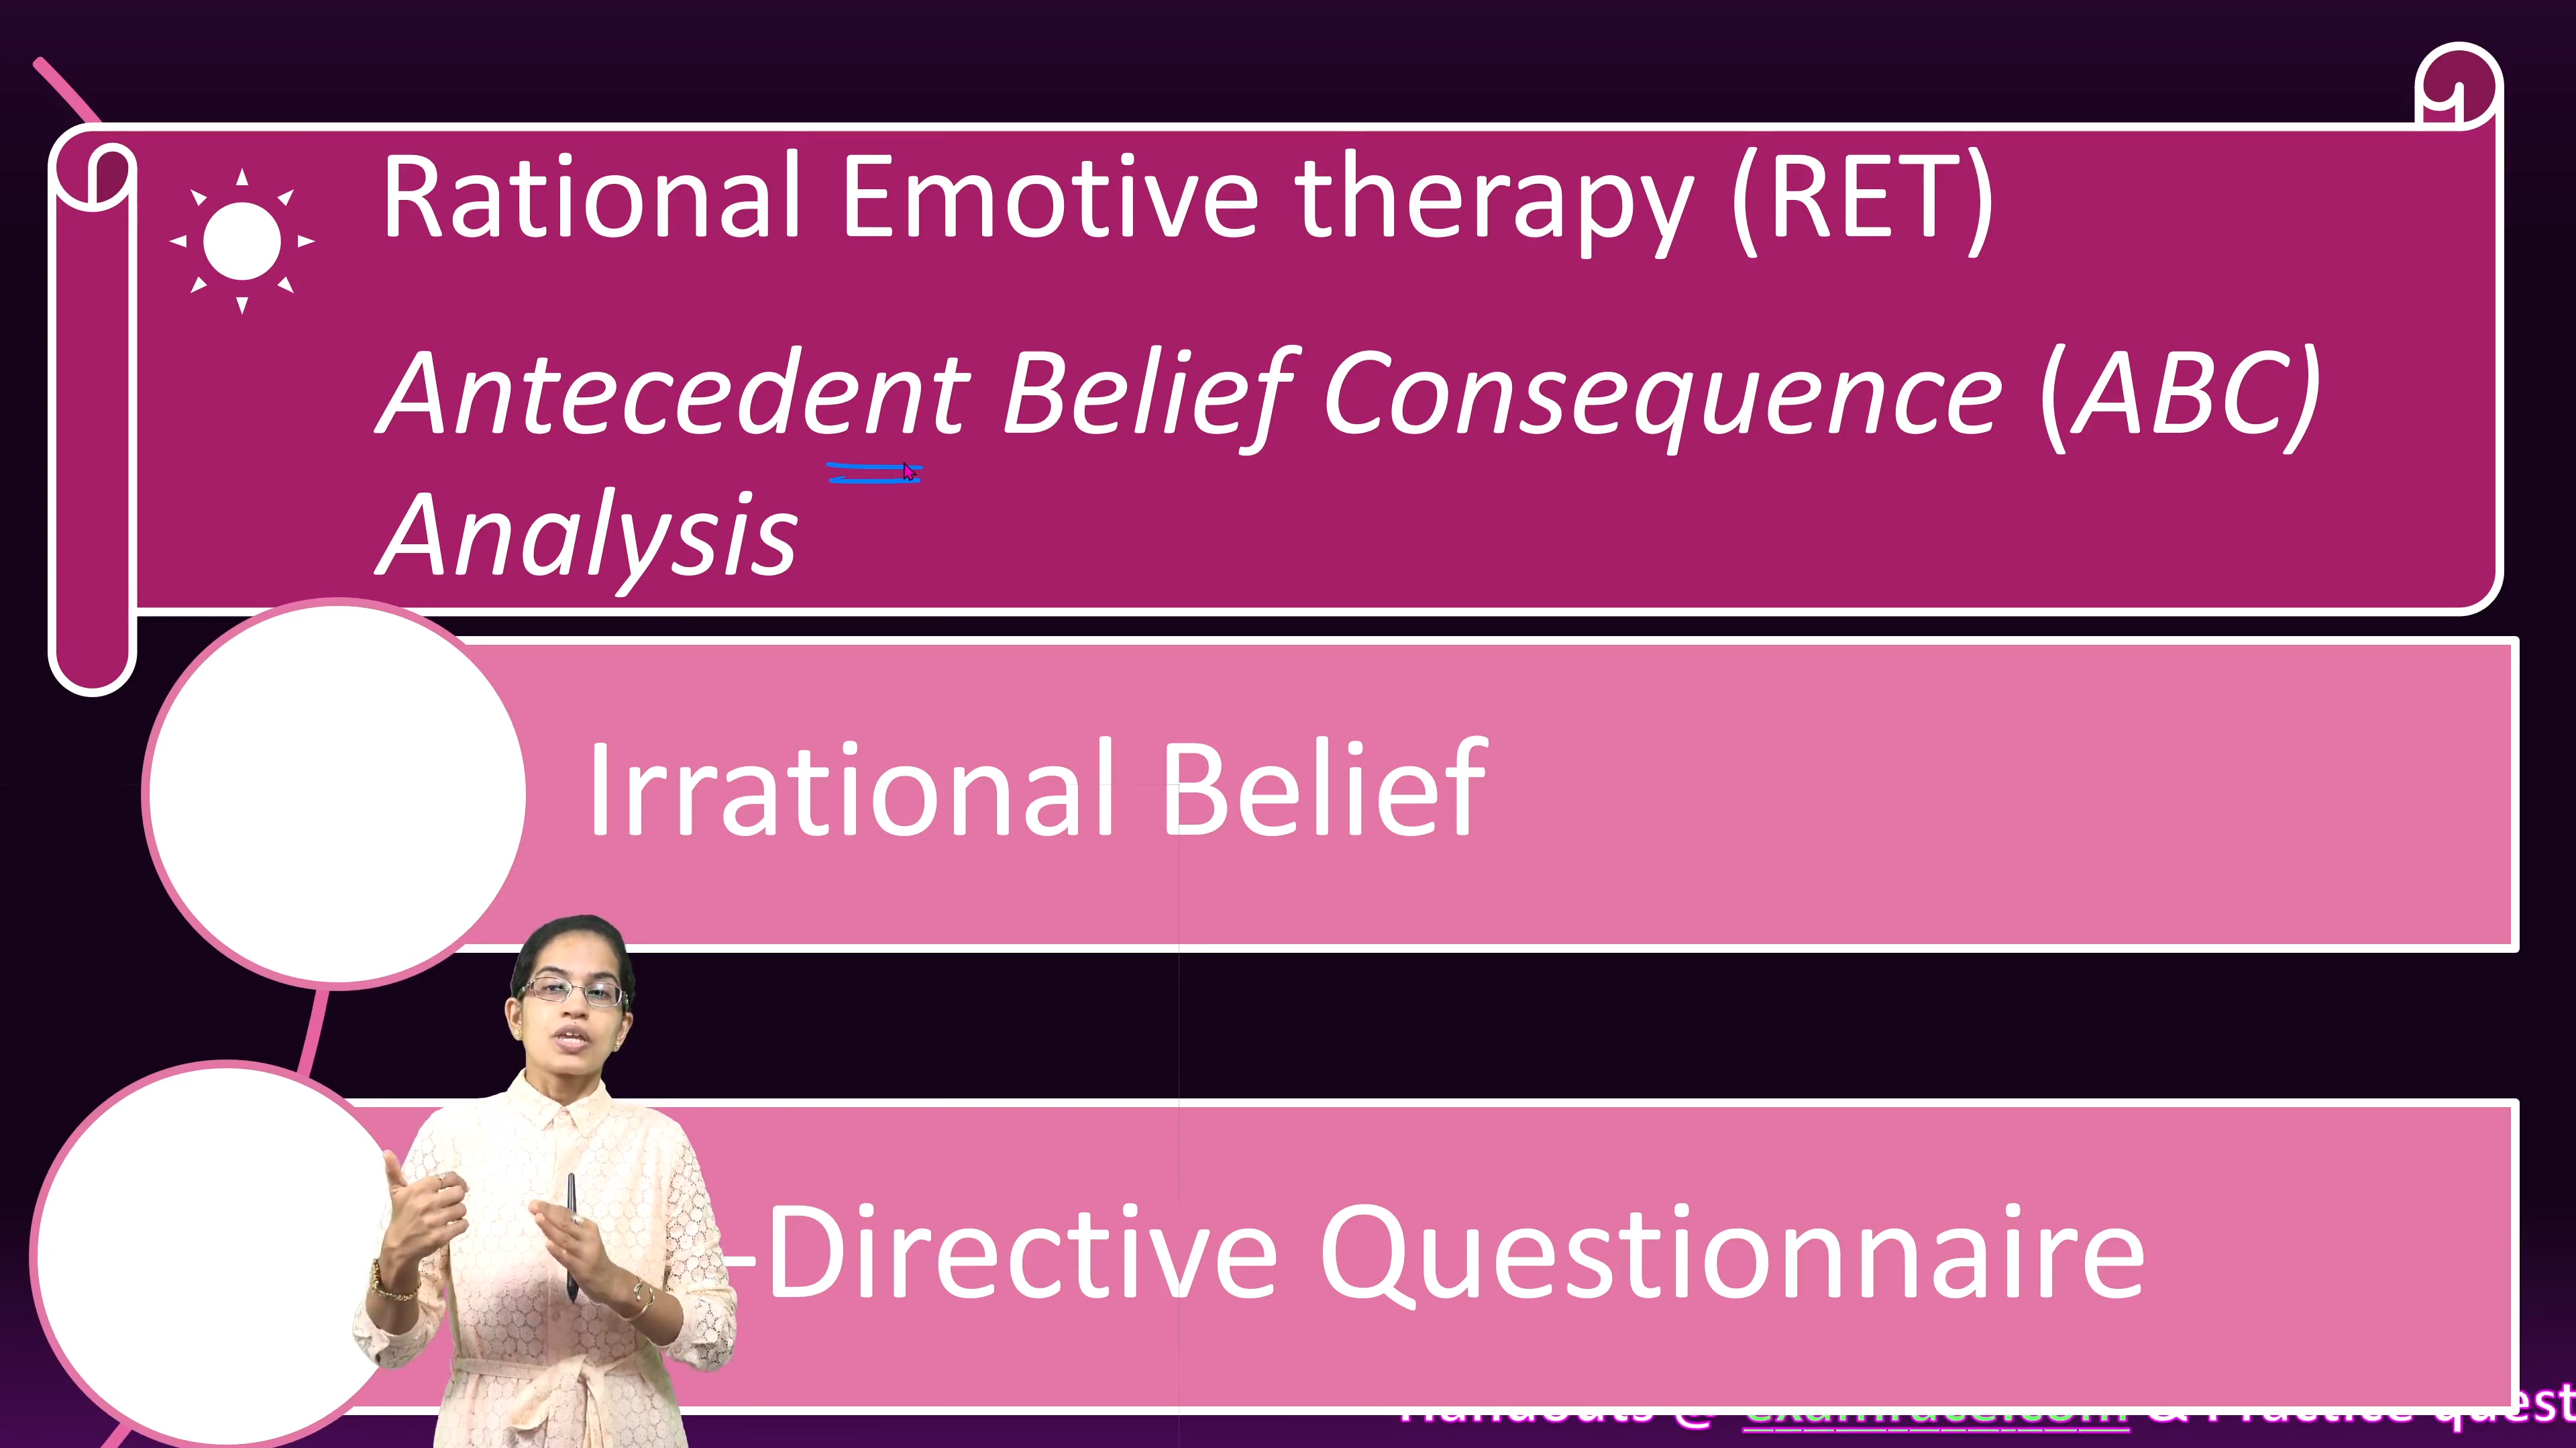 Rational Emotive therapy (RET)
Antecedent Belief Consequence (ABC)
Analysis
Irrational Belief
-Directive Questionnaire